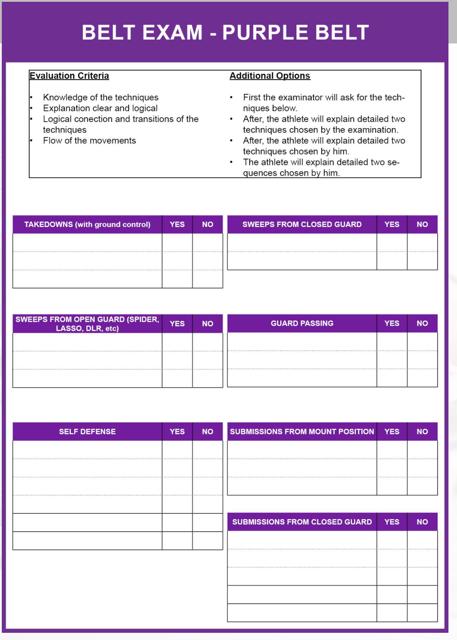 BELT EXAM - PURPLE BELT
Evaluation Criteria
• Knowledge of the techniques
• Explanation clear and logical
• Logical conection and transitions of the
techniques
• Flow of the movements
Additional Options
• First the examinator will ask for the tech-
niques below.
• After, the athlete will explain detailed two
techniques chosen by the examination.
• After, the athlete will explain detailed two
techniques chosen by him.
• The athlete will explain detailed two se-
quences chosen by him.
TAKEDOWNS (with ground control) YES NO
SWEEPS FROM CLOSED GUARD YES NO
SWEEPS FROM OPEN GUARD (SPIDER,
LASSO, DLR, etc) YES NO
GUARD PASSING YES NO
SELF DEFENSE YES NO
SUBMISSIONS FROM MOUNT POSITION YES NO
SUBMISSIONS FROM CLOSED GUARD YES NO